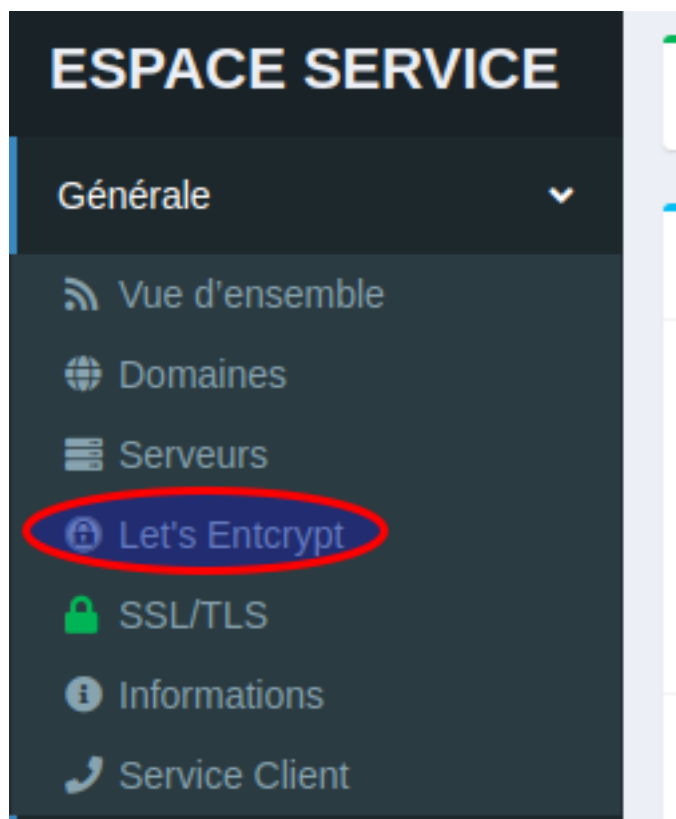 ESPACE SERVICE
Générale
Vue d'ensemble
Domaines
Serveurs
Let's Entcrypt
SSL/TLS
Informations
Service Client